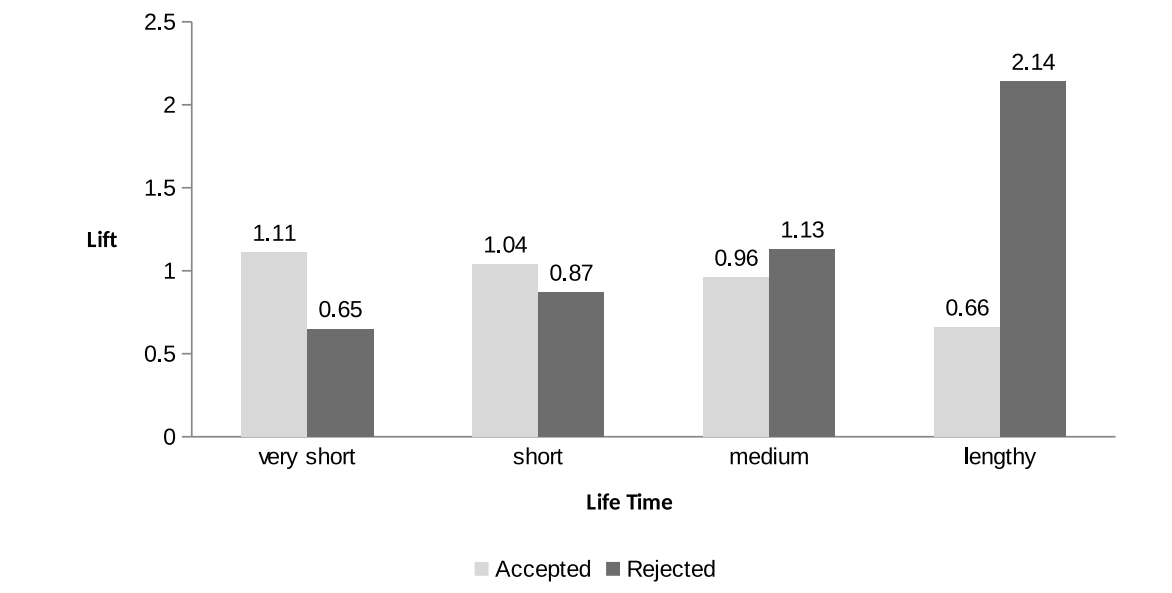 2.5
2
1.5
1
0.5
0
Lift
1.11
0.65
1.04
0.87
0.96
1.13
0.66
2.14
very short
short
medium
lengthy
Life Time
Accepted
Rejected